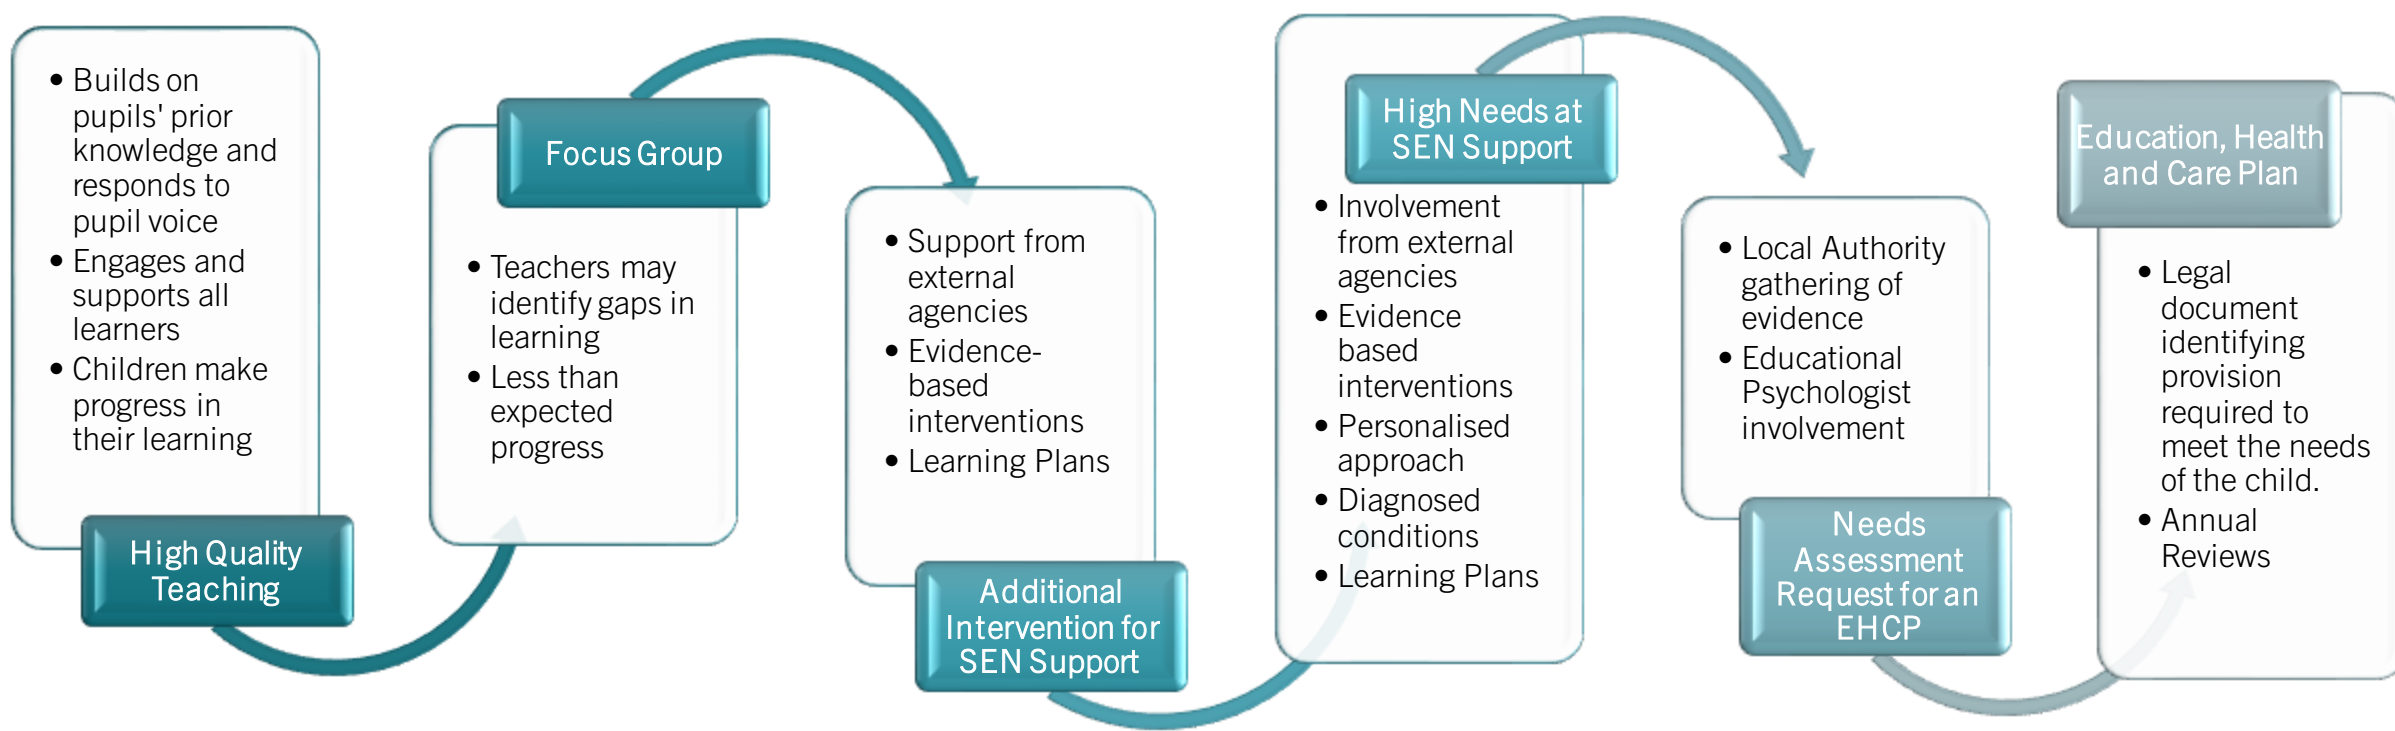 • Builds on
pupils' prior
knowledge and
responds to
pupil voice
• Engages and
supports all
learners
• Children make
progress in
their learning
High Quality
Teaching
Focus Group
• Teachers may
identify gaps in
learning
• Less than
expected
progress
• Support from
external
agencies
• Evidence-
based
interventions
• Learning Plans
Additional
Intervention for
SEN Support
High Needs at
SEN Support
• Involvement
from external
agencies
• Evidence
based
interventions
• Personalised
approach
• Diagnosed
conditions
• Learning Plans
• Local Authority
gathering of
evidence
• Educational
Psychologist
involvement
Needs
Assessment
Request for an
EHCP
Education, Health
and Care Plan
• Legal
document
identifying
provision
required to
meet the needs
of the child.
• Annual
Reviews